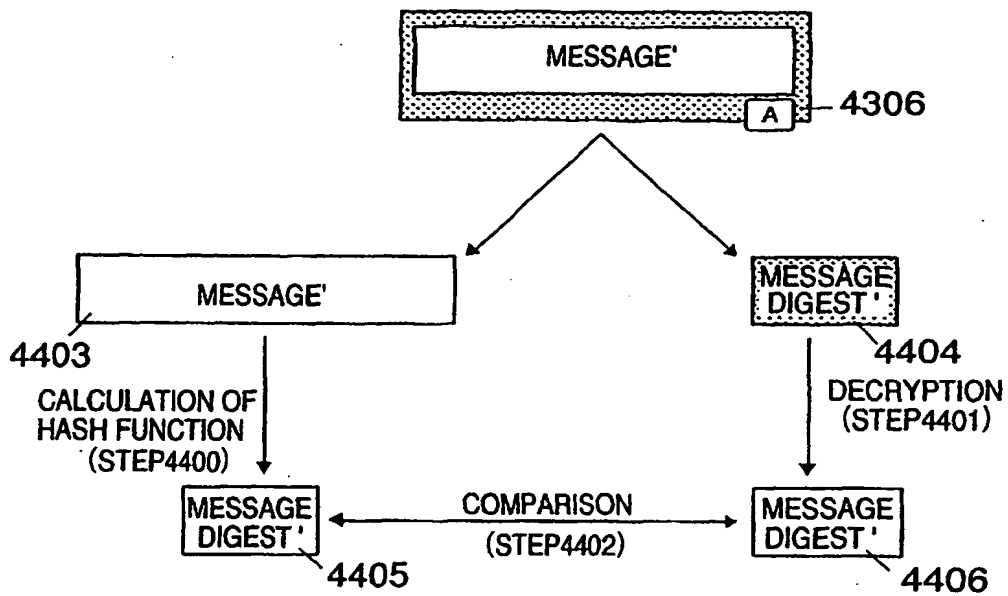 MESSAGE'
A
4306
MESSAGE'
4403
MESSAGE
DIGEST '
4404
CALCULATION OF
HASH FUNCTION
(STEP4400)
DECRYPTION
(STEP4401)
MESSAGE
DIGEST '
4405
COMPARISON
(STEP4402)
MESSAGE
DIGEST '
4406